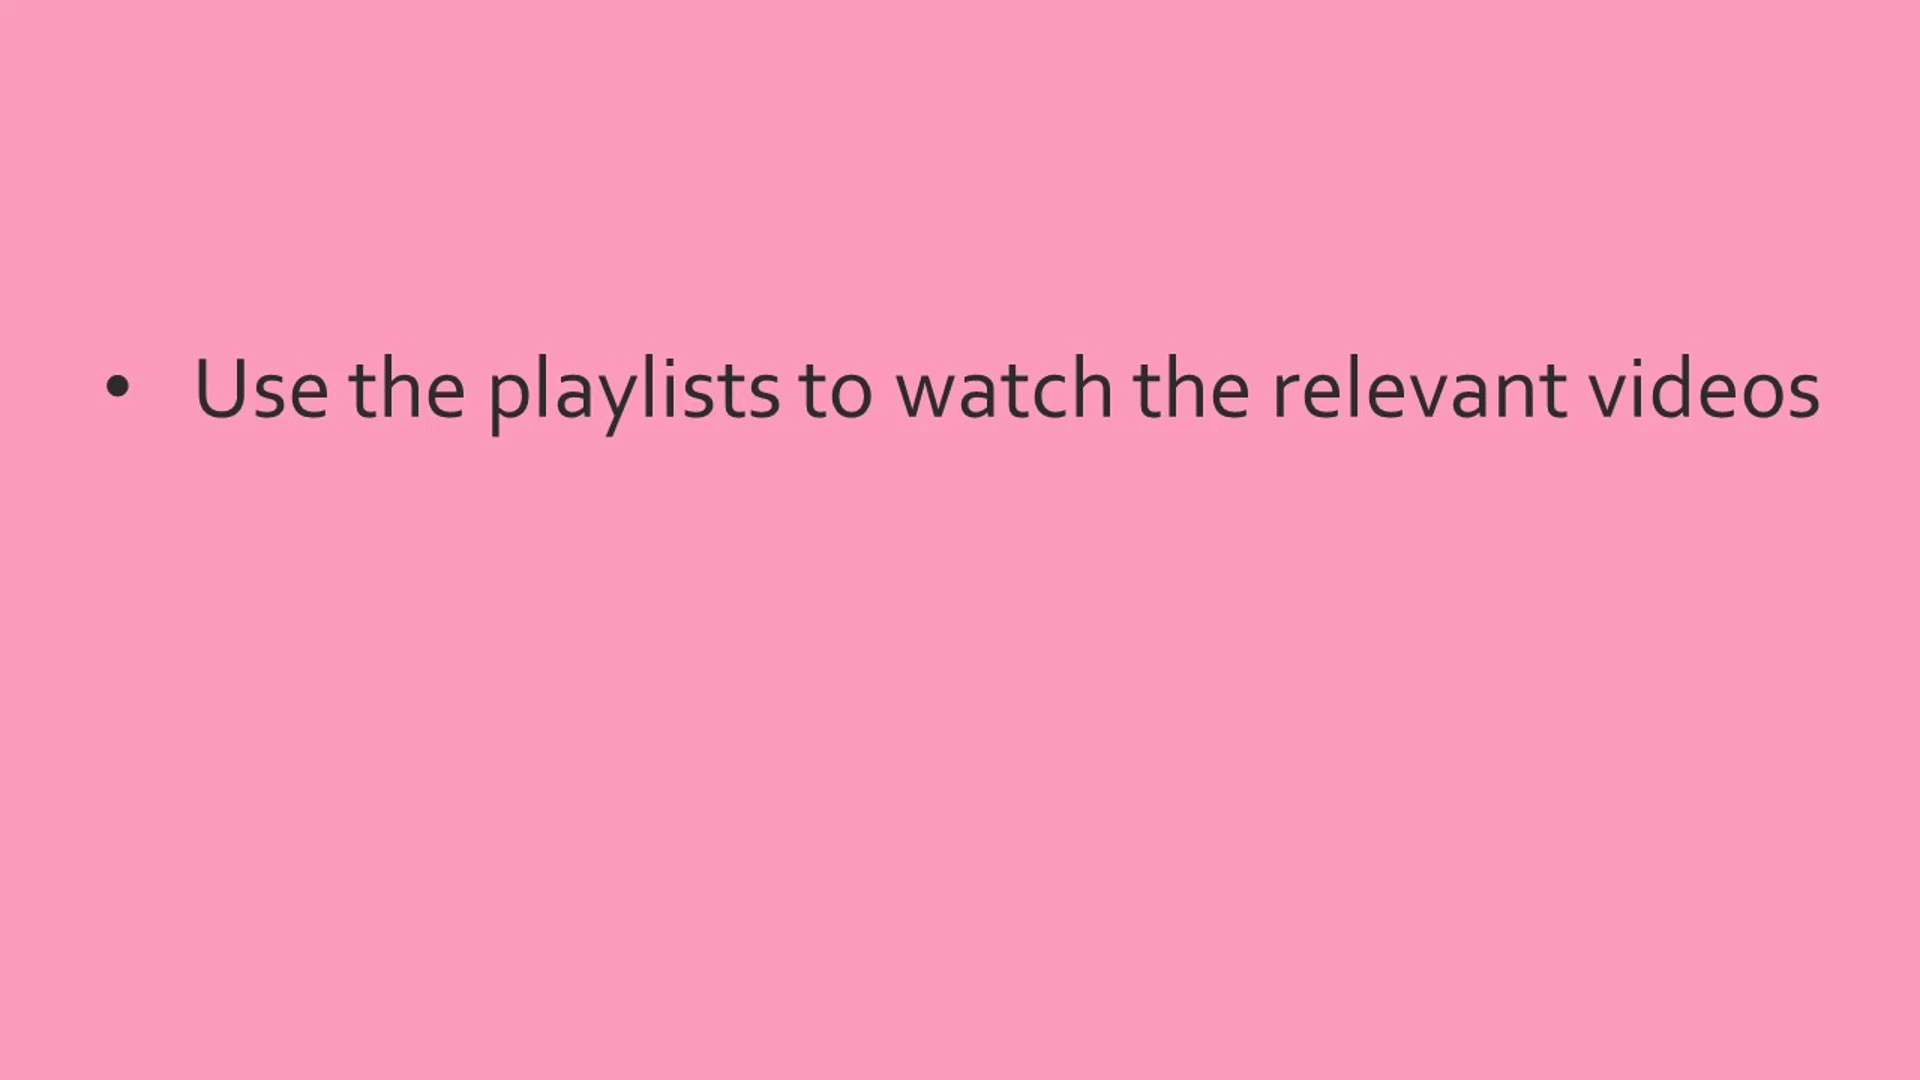 • Use the playlists to watch the relevant videos